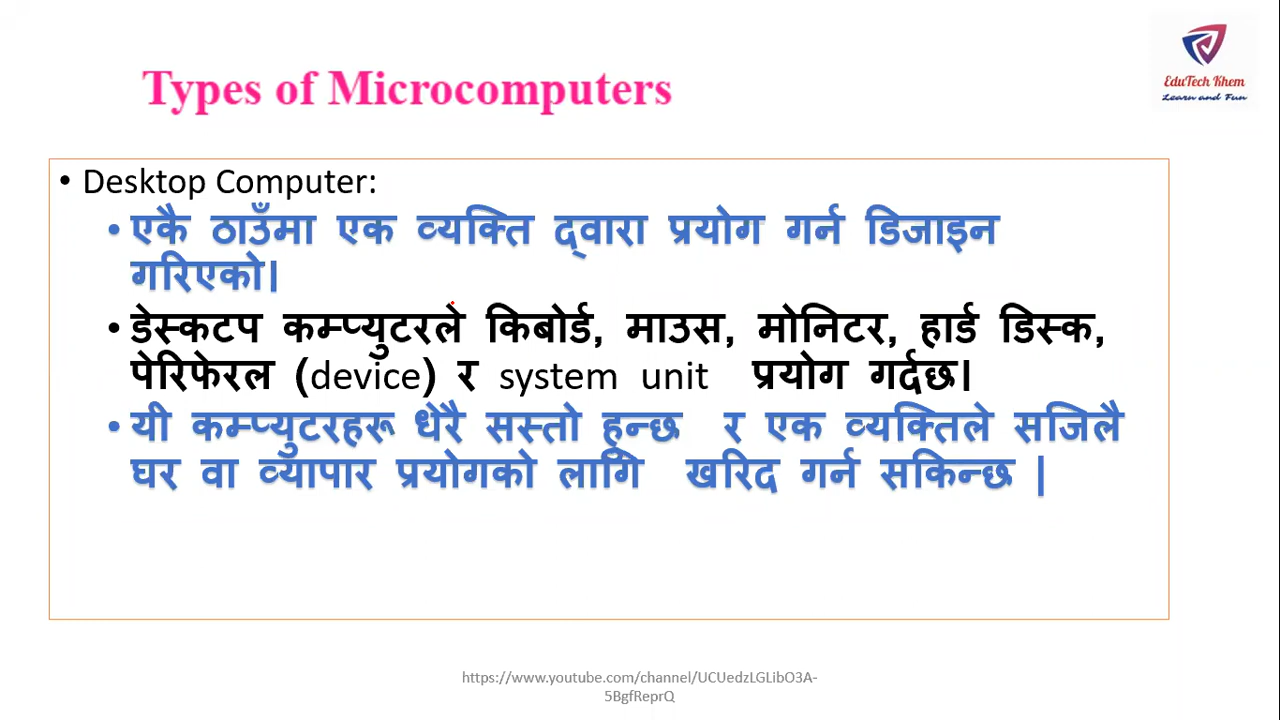 Types of Microcomputers
EduTech Khem
Learn and Fun
• Desktop Computer:
• एकै ठाउँमा एक व्यक्ति द्वारा प्रयोग गर्न डिजाइन
गरिएको।
• डेस्कटप कम्प्युटरले किबोर्ड, माउस, मोनिटर, हार्ड डिस्क,
पेरिफेरल (device) र system unit प्रयोग गर्दछ।
• यी कम्प्युटरहरू धेरै सस्तो हुन्छ र एक व्यक्तिले सजिलै
घर वा व्यापार प्रयोगको लागि खरिद गर्न सकिन्छ |
https://www.youtube.com/channel/UCUedzLGLibO3A-
5BgfReprQ